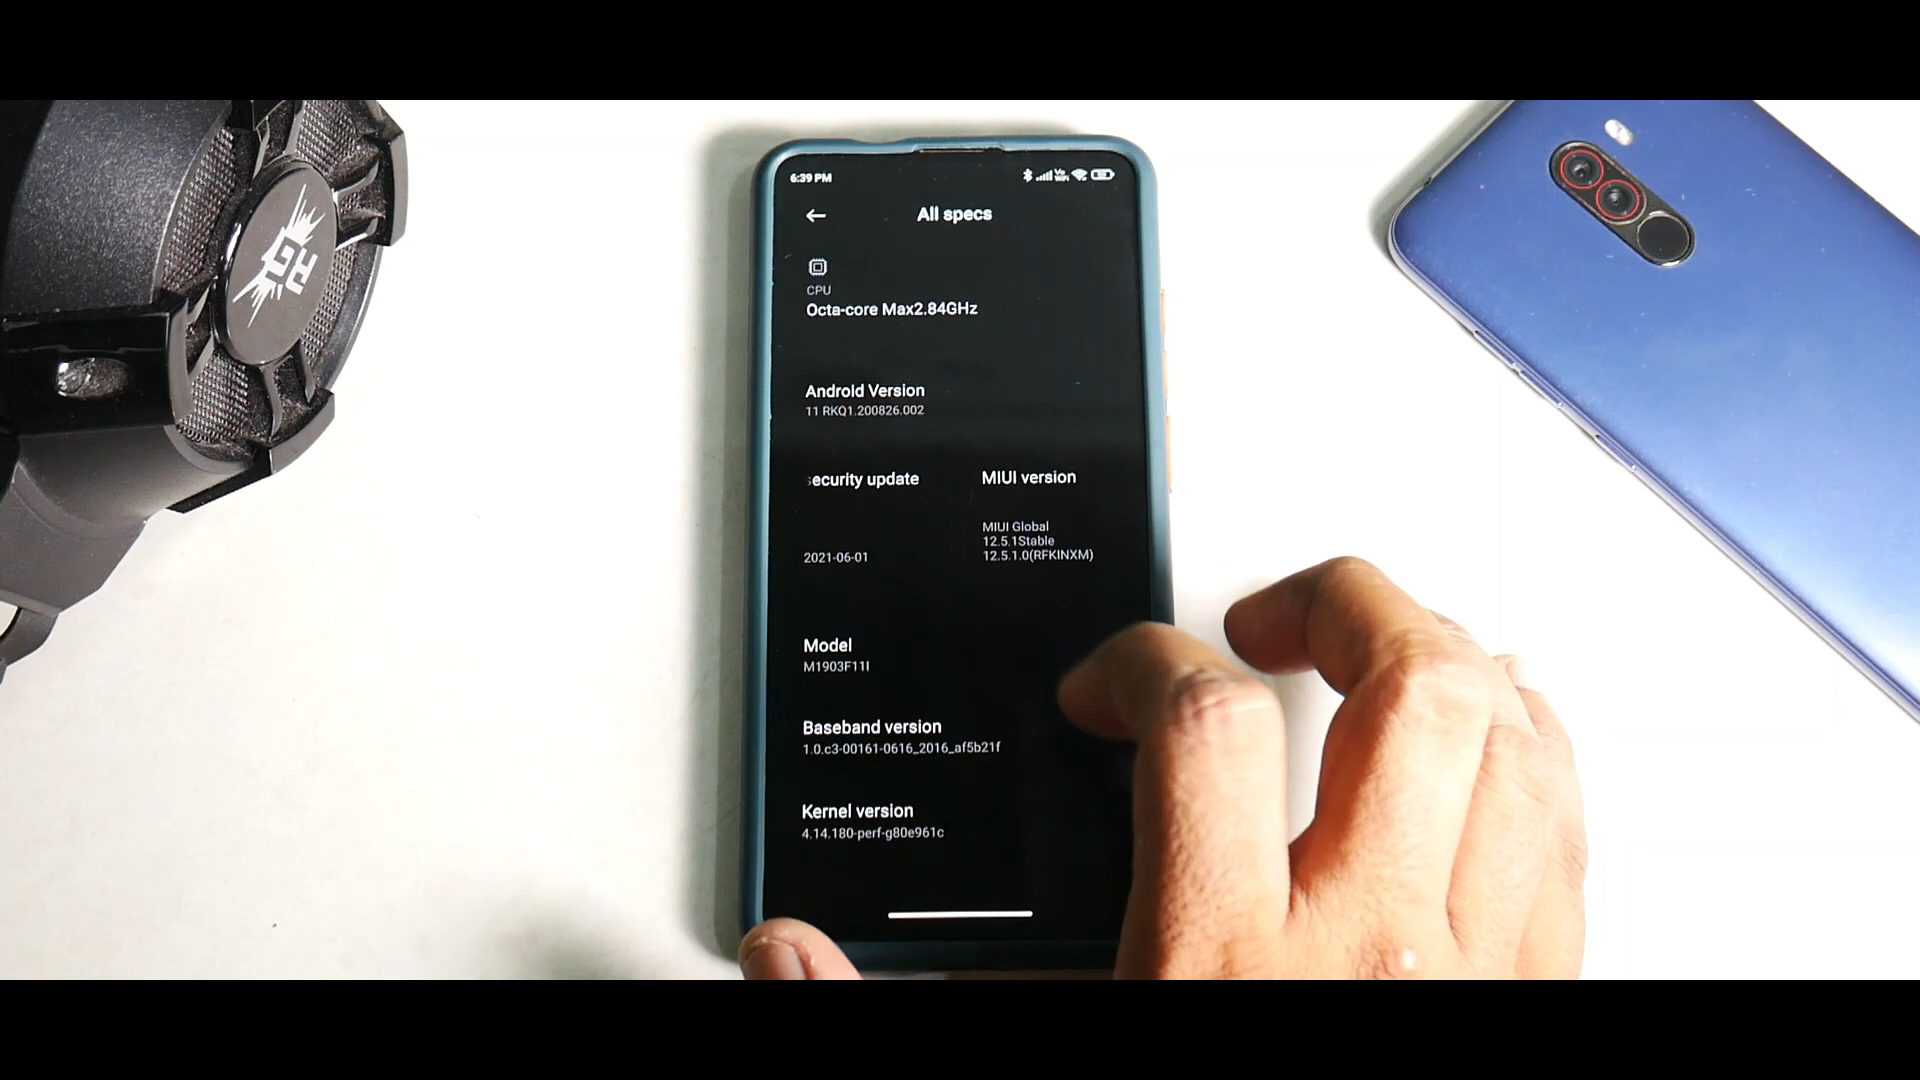 6:39 PM
All specs
CPU
Octa-core Max2.84GHz
Android Version
11 RKQ1.200826.002
ecurity update
2021-06-01
MIUI version
MIUI Global
12.5.1Stable
12.5.1.0(RFKINXM)
Model
M1903F11I
Baseband version
1.0.c3-00161-0616_2016_af5b21f
Kernel version
4.14.180-perf-g80e961c